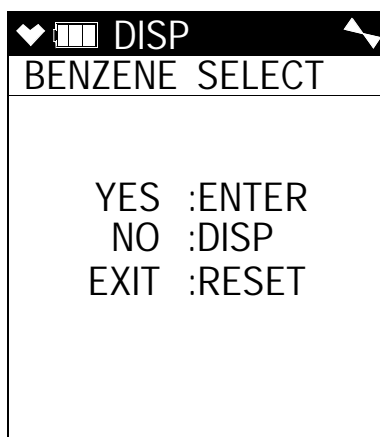 DISP
BENZENE SELECT
YES :ENTER
NO :DISP
EXIT :RESET